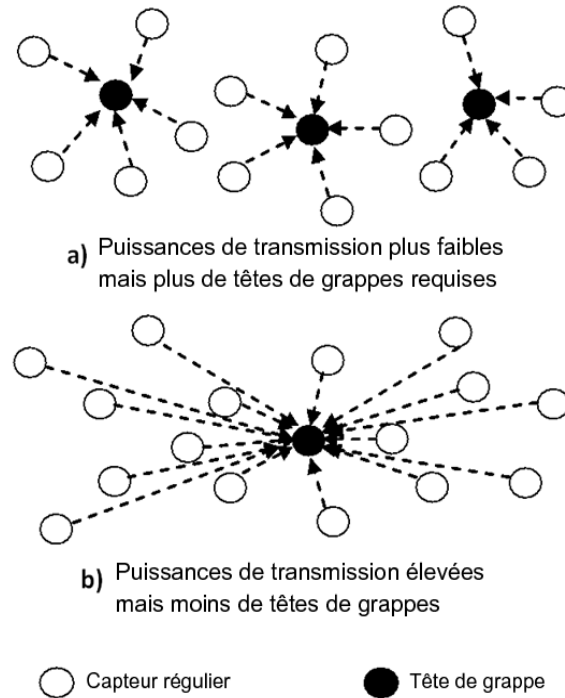 a) Puissances de transmission plus faibles
mais plus de têtes de grappes requises
b) Puissances de transmission élevées
mais moins de têtes de grappes
Capteur régulier
Tête de grappe